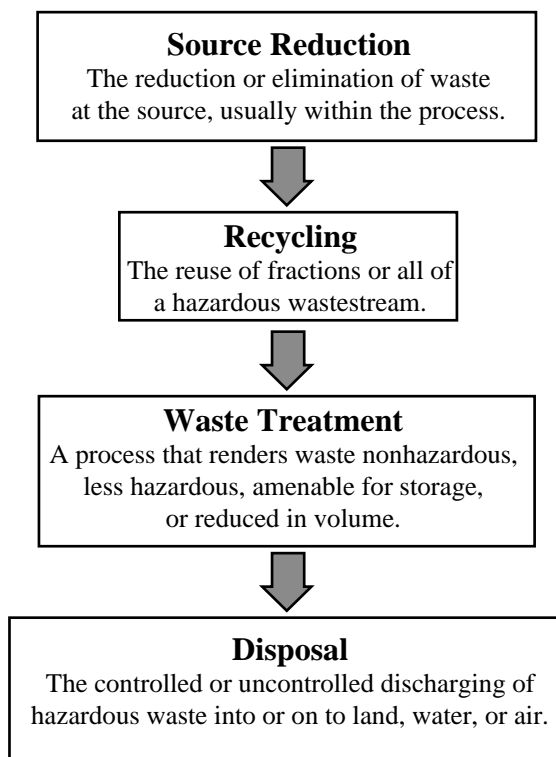 Source Reduction
The reduction or elimination of waste
at the source, usually within the process.
Recycling
The reuse of fractions or all of
a hazardous wastestream.
Waste Treatment
A process that renders waste nonhazardous,
less hazardous, amenable for storage,
or reduced in volume.
Disposal
The controlled or uncontrolled discharging of
hazardous waste into or on to land, water, or air.